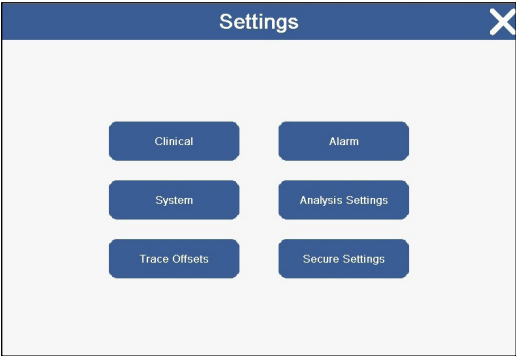 Settings
Clinical
Alarm
System
Analysis Settings
Trace Offsets
Secure Settings